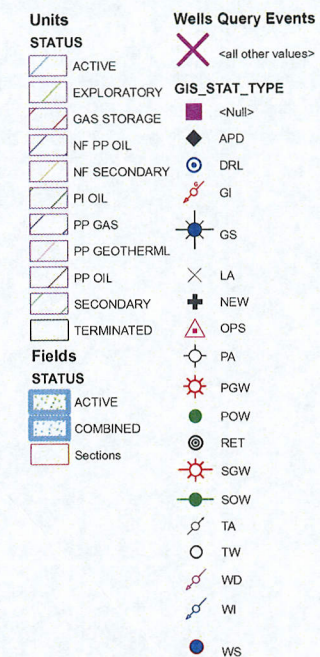 Units
STATUS
ACTIVE
EXPLORATORY
GAS STORAGE
NF PP OIL
NF SECONDARY
PI OIL
PP GAS
PP GEOTHERML
PP OIL
SECONDARY
TERMINATED
Fields
STATUS
ACTIVE
COMBINED
Sections
Wells Query Events
<all other values>
GIS_STAT_TYPE
<Null>
APD
DRL
GI
GS
LA
NEW
OPS
PA
PGW
POW
RET
SGW
SOW
TA
TW
WD
WI
WS